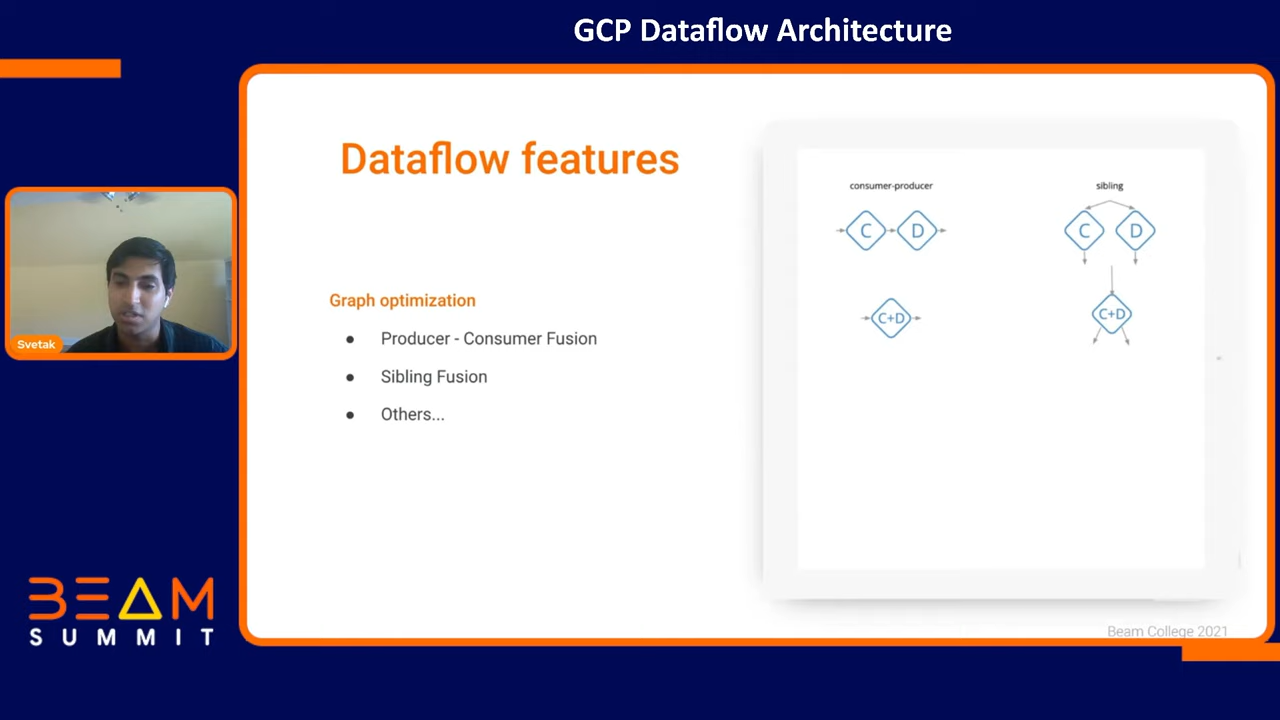 GCP Dataflow Architecture
Dataflow features
Graph optimization
● Producer - Consumer Fusion
● Sibling Fusion
● Others...
consumer-producer
C D
C+D
sibling
C D
C+D
Svetak
BEAM
SUMMIT
Beam College 2021